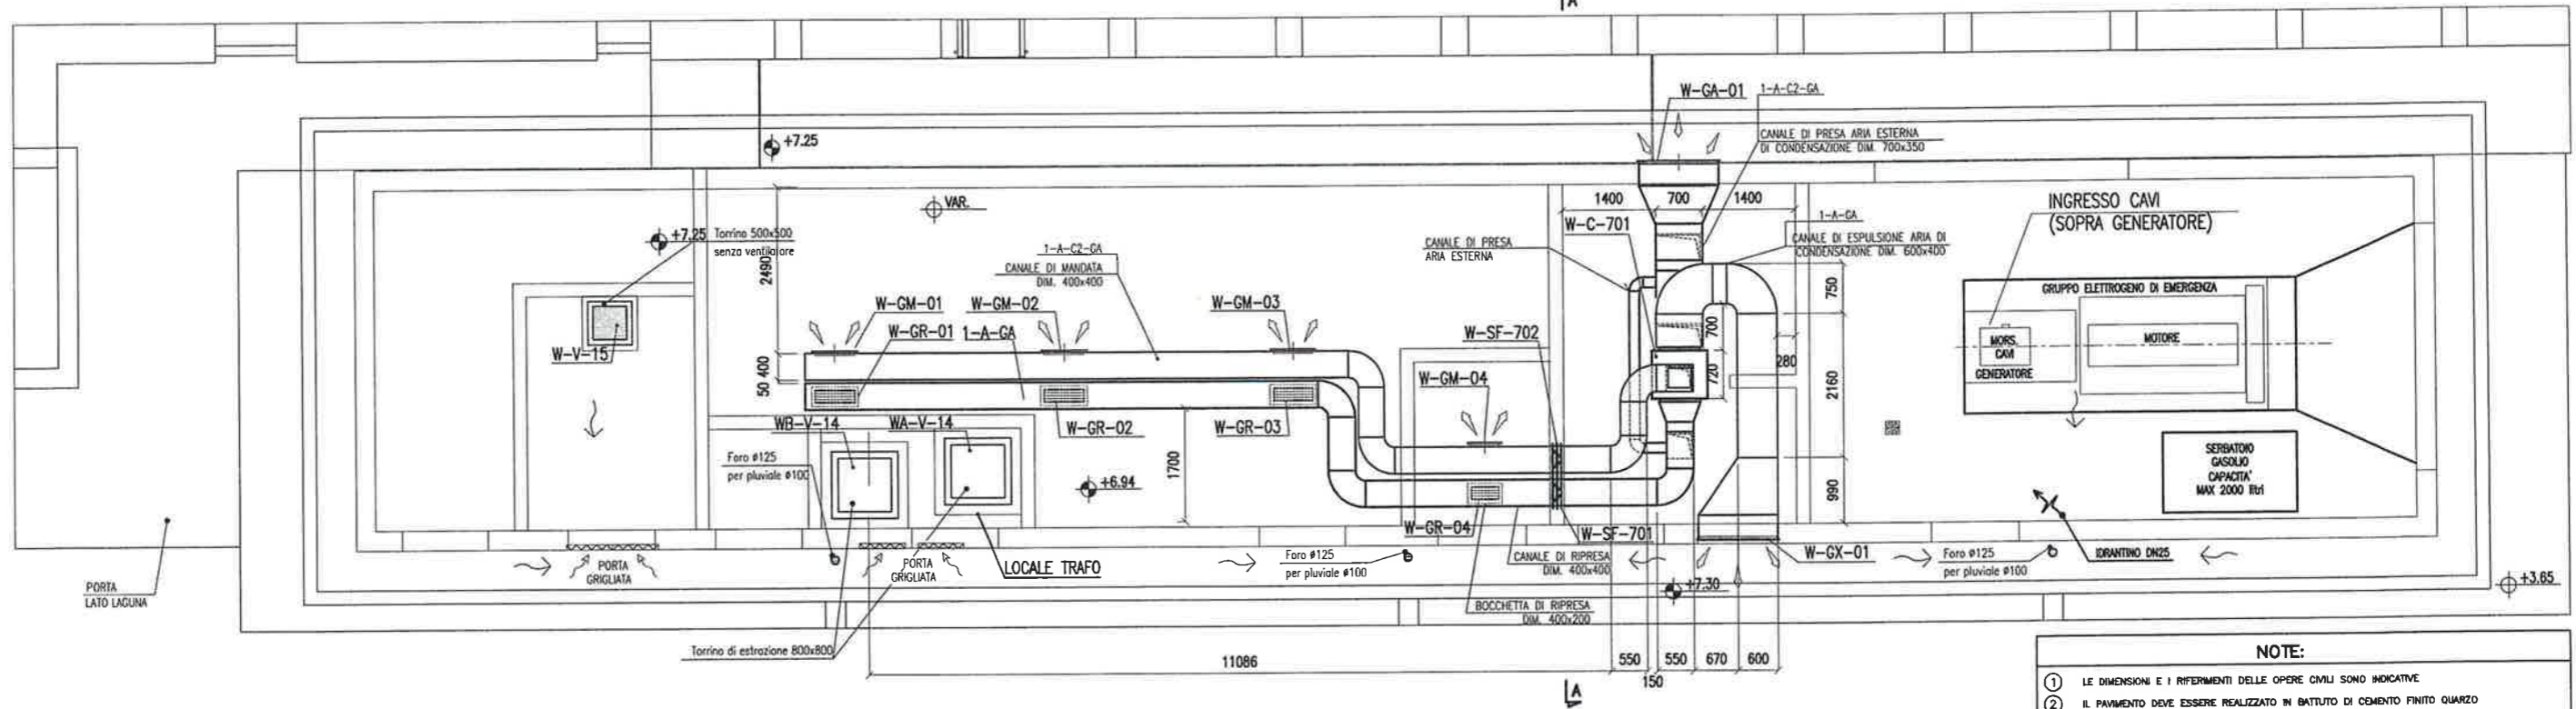 A
W-GA-01
1-A-C2-GA
CANALE DI PRESA ARIA ESTERNA
DI CONDENSAZIONE DIM. 700x350
+7.25
VAR.
1400
700
1400
INGRESSO CAVI
(SOPRA GENERATORE)
W-C-701
1-A-GA
+7.25
Torrino 500x500
senza ventilatore
2490
1-A-C2-GA
CANALE DI MANDATA
DIM. 400x400
CANALE DI PRESA
ARIA ESTERNA
CANALE DI ESPULSIONE ARIA DI
CONDENSAZIONE DIM. 600x400
750
GRUPPO ELETTROGENO DI EMERGENZA
W-GM-01
W-GM-02
W-GM-03
W-GR-01
1-A-GA
W-SF-702
700
MORS.
CAVI
MOTORE
GENERATORE
W-V-15
50
400
W-GM-04
720
280
2160
WB-V-14
WA-V-14
W-GR-02
W-GR-03
Foro ø125
per pluviale ø100
1700
+6.94
SERBATOIO
GASOLIO
CAPACITA'
MAX 2000 litri
990
W-GR-04
W-SF-701
PORTA
GRIGLIATA
PORTA
GRIGLIATA
LOCALE TRAFO
Foro ø125
per pluviale ø100
CANALE DI RIPRESA
DIM. 400x400
W-GX-01
Foro ø125
per pluviale ø100
IDRANTINO DN25
PORTA
LATO LAGUNA
+7.30
+3.65
BOCCHETTA DI RIPRESA
DIM. 400x200
Torrino di estrazione 800x800
11086
550
150
550
670
600
A
NOTE:
1 LE DIMENSIONI E I RIFERIMENTI DELLE OPERE CIVILI SONO INDICATIVE
2 IL PAVIMENTO DEVE ESSERE REALIZZATO IN BATTUTO DI CEMENTO FINITO QUARZO